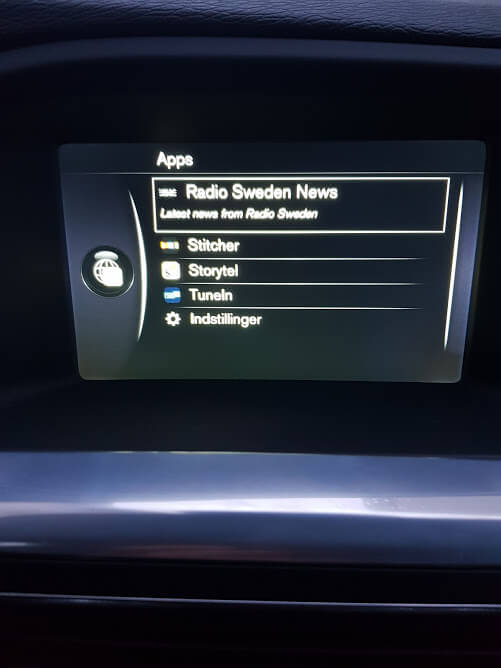 Apps
Radio Sweden News
Latest news from Radio Sweden
Stitcher
Storytel
TuneIn
Indstillinger